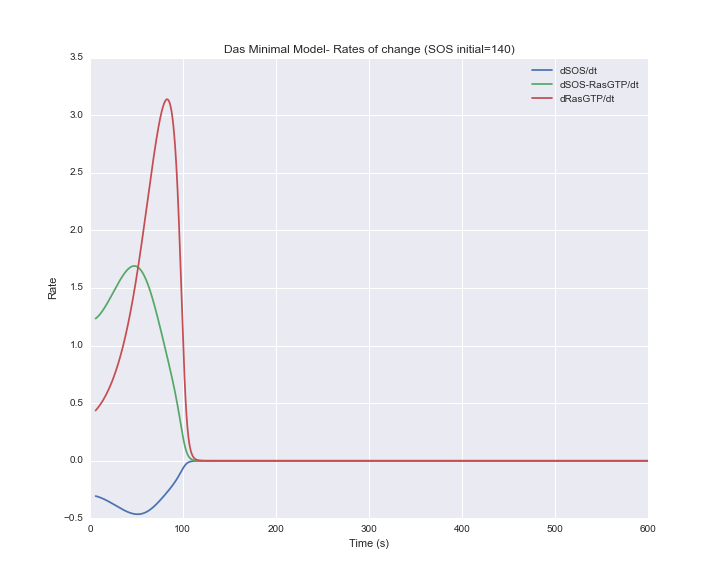 Das Minimal Model- Rates of change (SOS initial=140)
3.5
3.0
2.5
2.0
1.5
1.0
0.5
0.0
−0.5
Rate
dSOS/dt
dSOS-RasGTP/dt
dRasGTP/dt
0 100 200 300 400 500 600
Time (s)